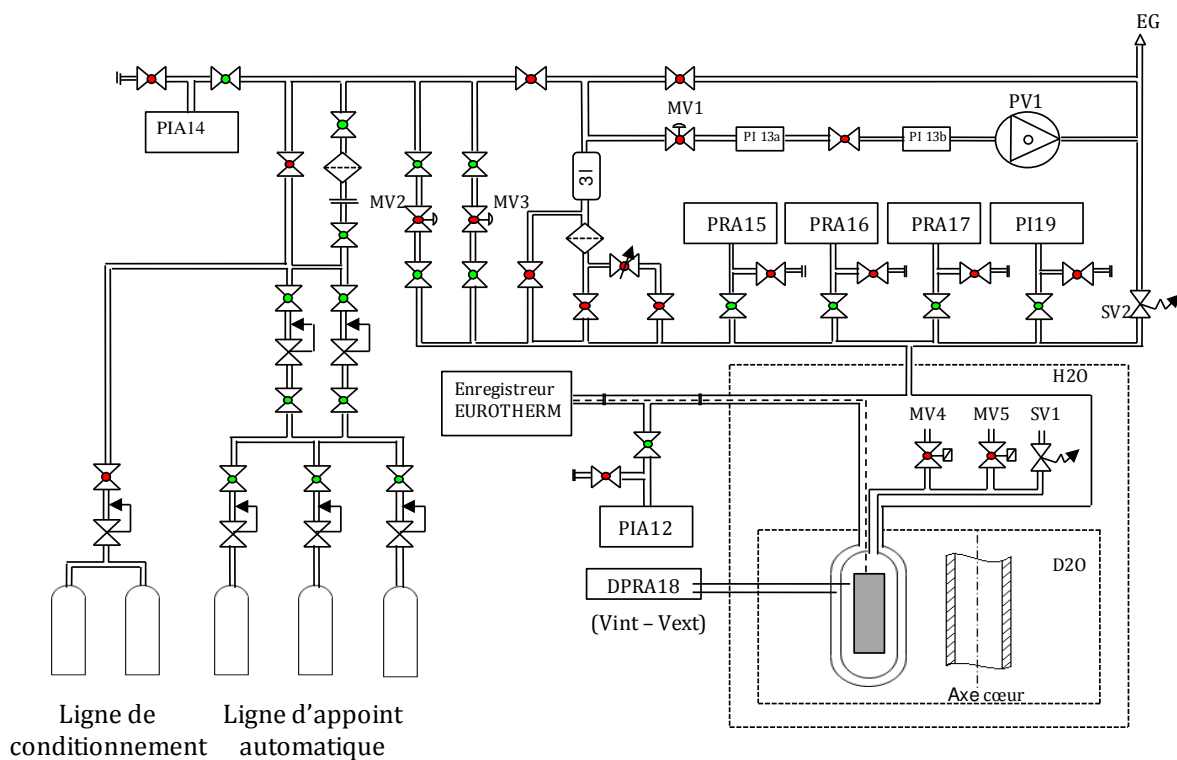 EG
PV1
MV1
PI 13a
PI 13b
PIA14
3l
MV2
MV3
PRA15
PRA16
PRA17
PI19
SV2
H2O
Enregistreur
EUROTHERM
MV4
MV5
SV1
PIA12
D2O
DPRA18
(Vint – Vext)
Axe cœur
Ligne de
conditionnement
Ligne d’appoint
automatique